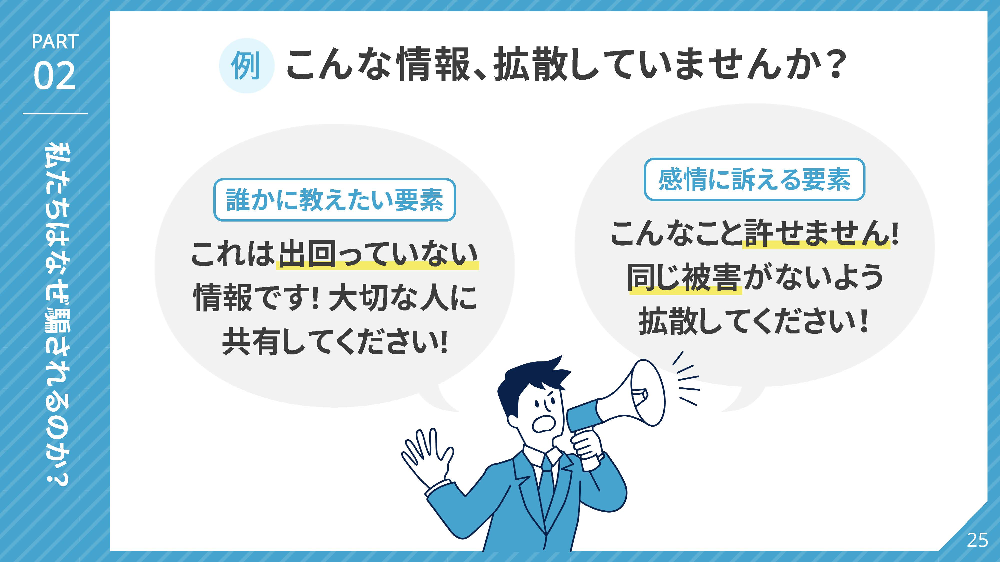 PART
02
私たちはなぜ騙されるのか?
例
こんな情報、拡散していませんか?
誰かに教えたい要素
これは出回っていない
情報です! 大切な人に
共有してください!
感情に訴える要素
こんなこと許せません!
同じ被害がないよう
拡散してください!
25